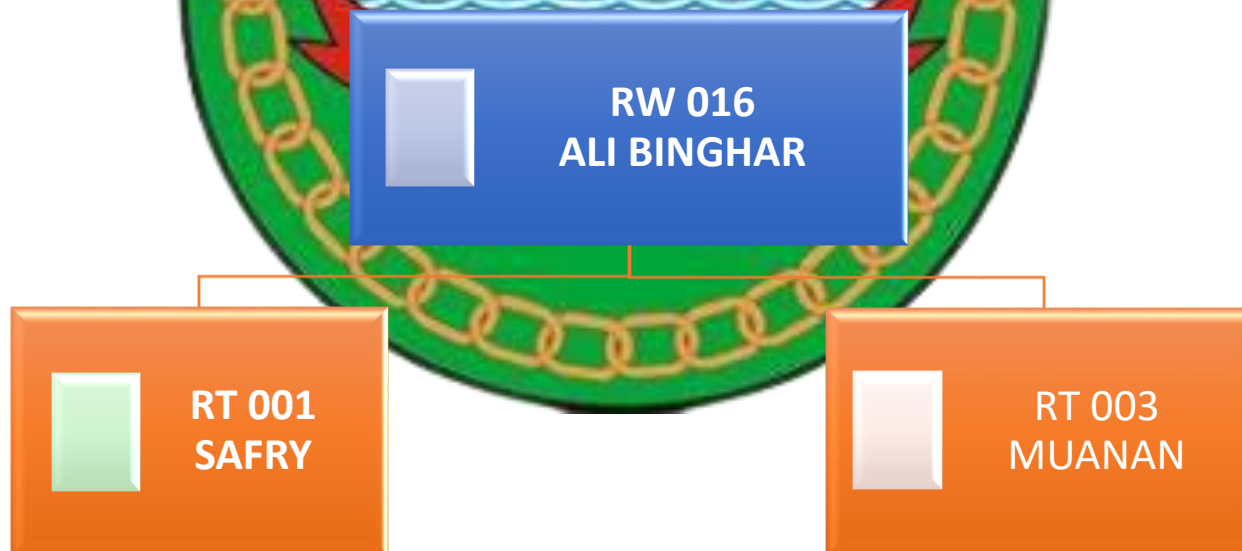 RW 016
ALI BINGHAR
RT 001
SAFRY
RT 003
MUANAN